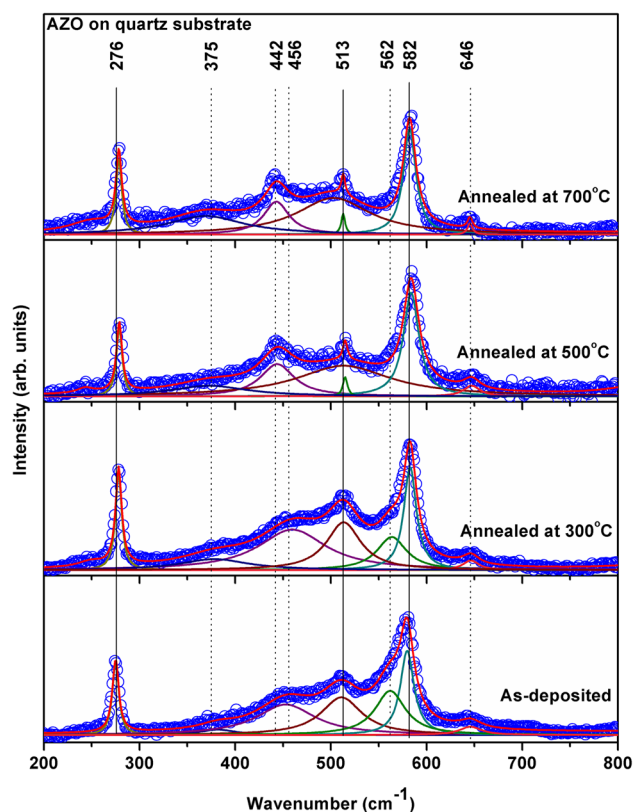 AZO on quartz substrate
276
375
442
456
513
562
582
646
Annealed at 700°C
Annealed at 500°C
Annealed at 300°C
As-deposited
Intensity (arb. units)
200 300 400 500 600 700 800
Wavenumber (cm⁻¹)